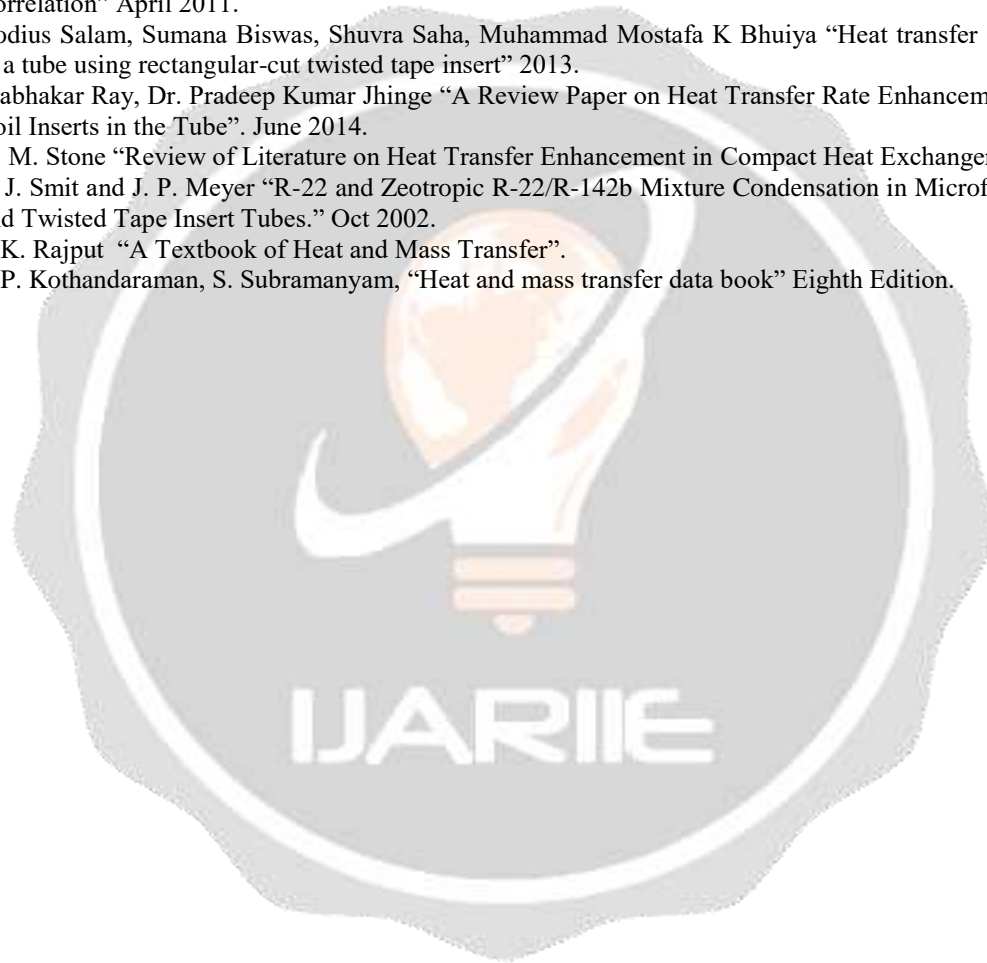 orrelation” April 2011.
odius Salam, Sumana Biswas, Shuvra Saha, Muhammad Mostafa K Bhuiya “Heat transfer
a tube using rectangular-cut twisted tape insert” 2013.
abhakar Ray, Dr. Pradeep Kumar Jhinge “A Review Paper on Heat Transfer Rate Enhancem
oil Inserts in the Tube”. June 2014.
M. Stone “Review of Literature on Heat Transfer Enhancement in Compact Heat Exchange
J. Smit and J. P. Meyer “R-22 and Zeotropic R-22/R-142b Mixture Condensation in Microf
d Twisted Tape Insert Tubes.” Oct 2002.
K. Rajput “A Textbook of Heat and Mass Transfer”.
P. Kothandaraman, S. Subramanyam, “Heat and mass transfer data book” Eighth Edition.
IJARIIE